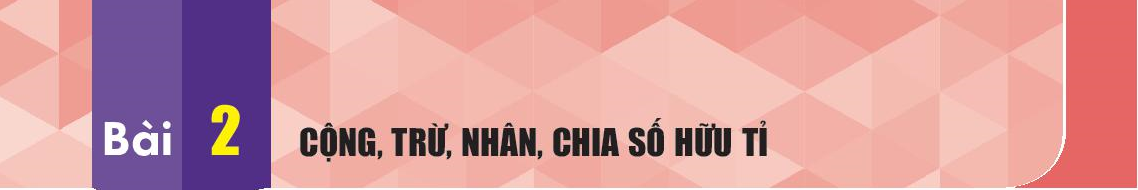 Bài 2 CỘNG, TRỪ, NHÂN, CHIA SỐ HỮU TỈ